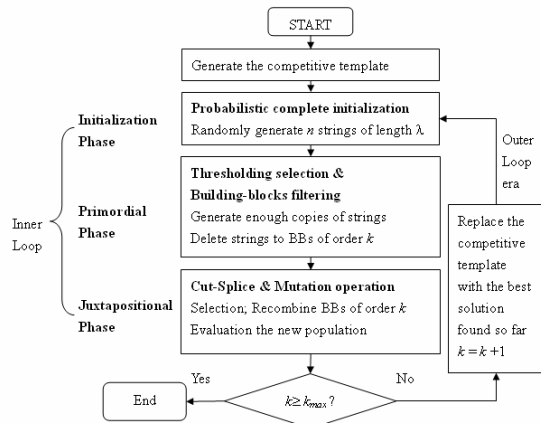 START
Generate the competitive template
Initialization
Phase
Probabilistic complete initialization
Randomly generate n strings of length λ
Outer
Loop
era
Inner
Loop
Primordial
Phase
Thresholding selection &
Building-blocks filtering
Generate enough copies of strings
Delete strings to BBs of order k
Replace the
competitive
template
with the best
solution
found so far
k = k +1
Juxtapositional
Phase
Cut-Splice & Mutation operation
Selection; Recombine BBs of order k
Evaluation the new population
Yes
No
End
k≥kmax?